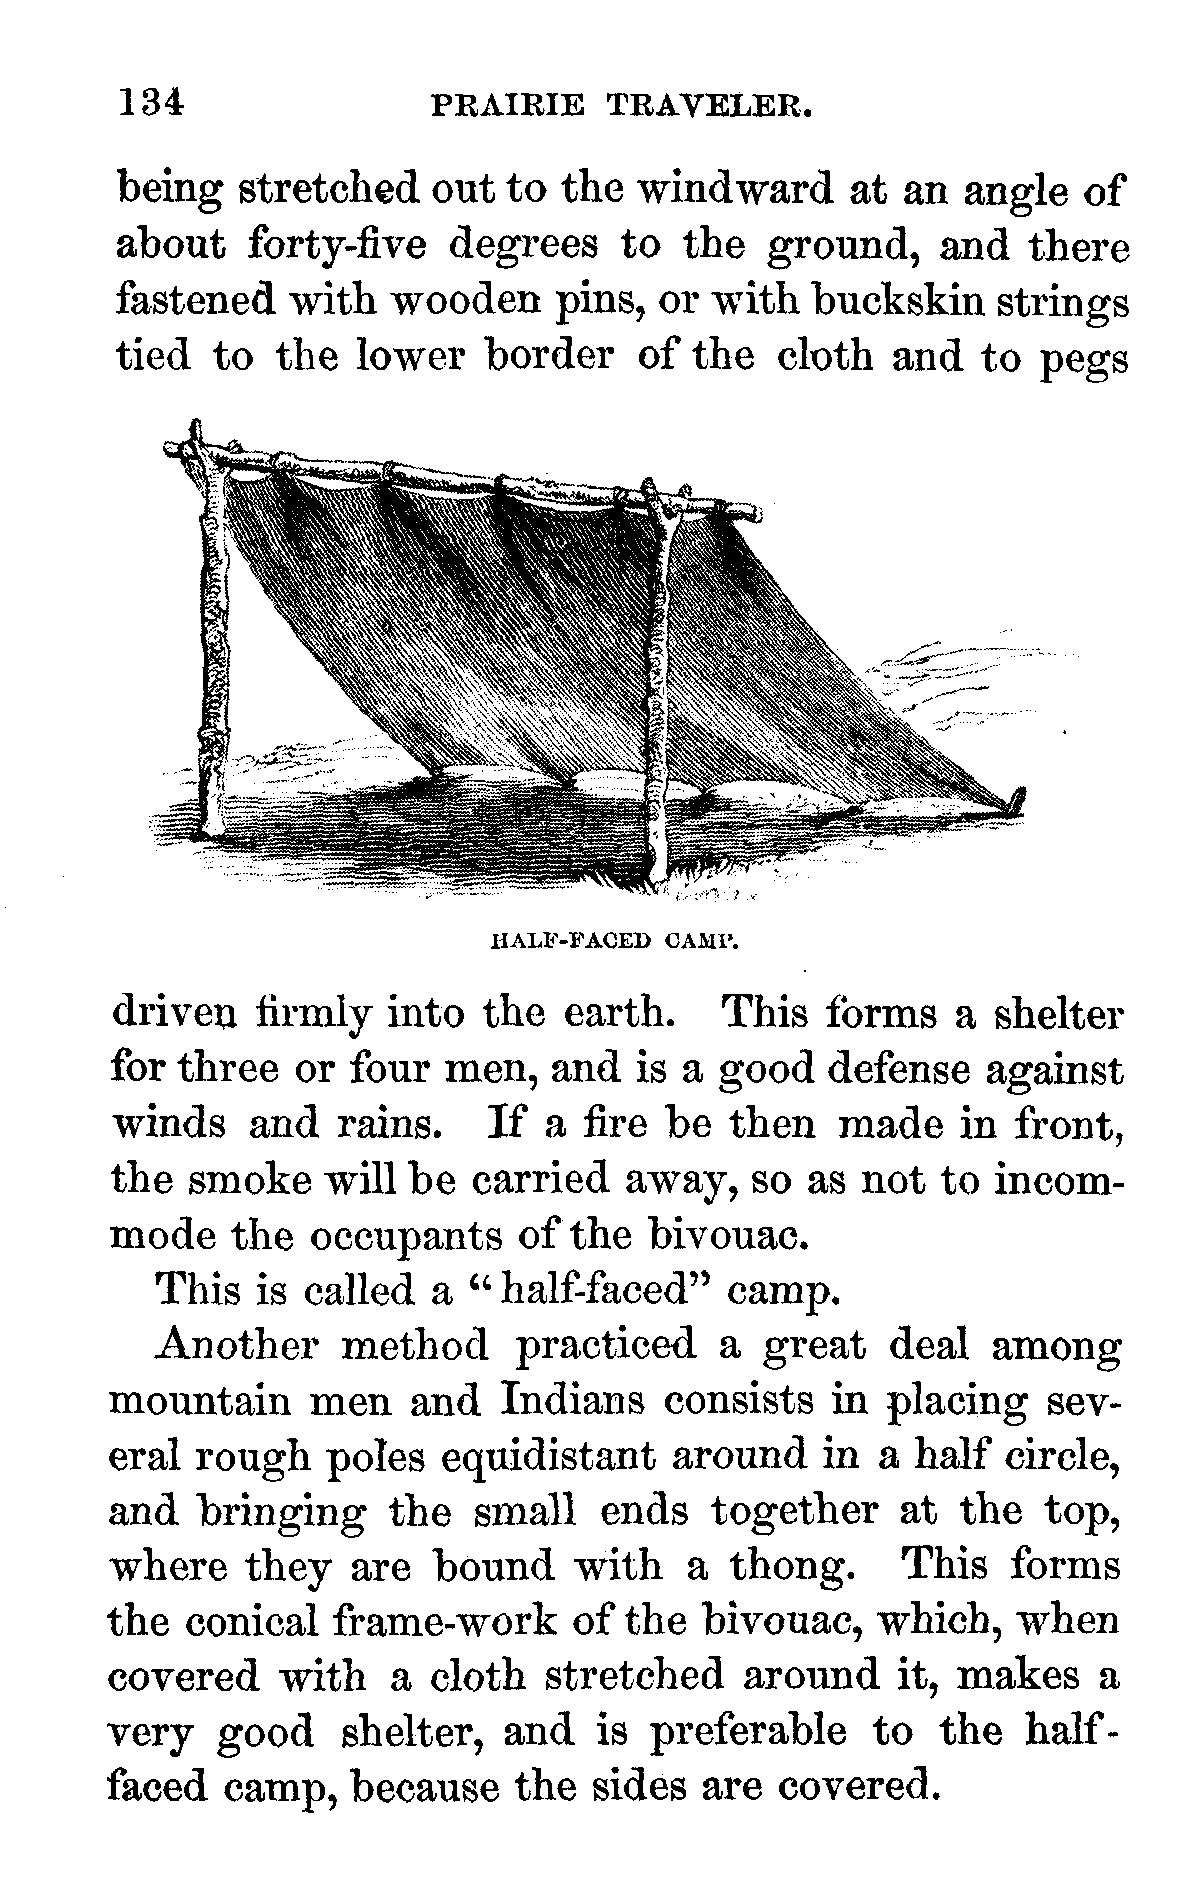 134 PRAIRIE TRAVELER.
being stretched out to the windward at an angle of
about forty-five degrees to the ground, and there
fastened with wooden pins, or with buckskin strings
tied to the lower border of the cloth and to pegs
HALF-FACED CAMP.
driven firmly into the earth. This forms a shelter
for three or four men, and is a good defense against
winds and rains. If a fire be then made in front,
the smoke will be carried away, so as not to incom-
mode the occupants of the bivouac.
This is called a “half-faced” camp.
Another method practiced a great deal among
mountain men and Indians consists in placing sev-
eral rough poles equidistant around in a half circle,
and bringing the small ends together at the top,
where they are bound with a thong. This forms
the conical frame-work of the bivouac, which, when
covered with a cloth stretched around it, makes a
very good shelter, and is preferable to the half-
faced camp, because the sides are covered.